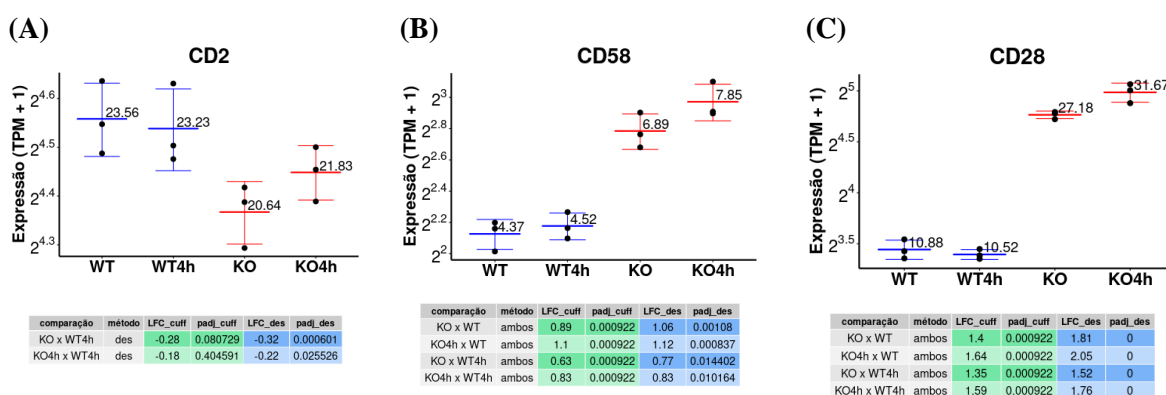 (A)
CD2
Expressão (TPM + 1)
2^4.6
2^4.5
2^4.4
2^4.3
23.56
23.23
20.64
21.83
WT WT4h KO KO4h
comparação método LFC_cuff padj_cuff LFC_des padj_des
KO x WT4h des -0.28 0.080729 -0.32 0.000601
KO4h x WT4h des -0.18 0.404591 -0.22 0.025526
(B)
CD58
Expressão (TPM + 1)
2^3
2^2.8
2^2.6
2^2.4
2^2.2
2^2
4.37
4.52
6.89
7.85
WT WT4h KO KO4h
comparação método LFC_cuff padj_cuff LFC_des padj_des
KO x WT ambos 0.89 0.000922 1.06 0.00108
KO4h x WT ambos 1.1 0.000922 1.12 0.000837
KO x WT4h ambos 0.63 0.000922 0.77 0.014402
KO4h x WT4h ambos 0.83 0.000922 0.83 0.010164
(C)
CD28
Expressão (TPM + 1)
2^5
2^4.5
2^4
2^3.5
10.88
10.52
27.18
31.67
WT WT4h KO KO4h
comparação método LFC_cuff padj_cuff LFC_des padj_des
KO x WT ambos 1.4 0.000922 1.81 0
KO4h x WT ambos 1.64 0.000922 2.05 0
KO x WT4h ambos 1.35 0.000922 1.52 0
KO4h x WT4h ambos 1.59 0.000922 1.76 0